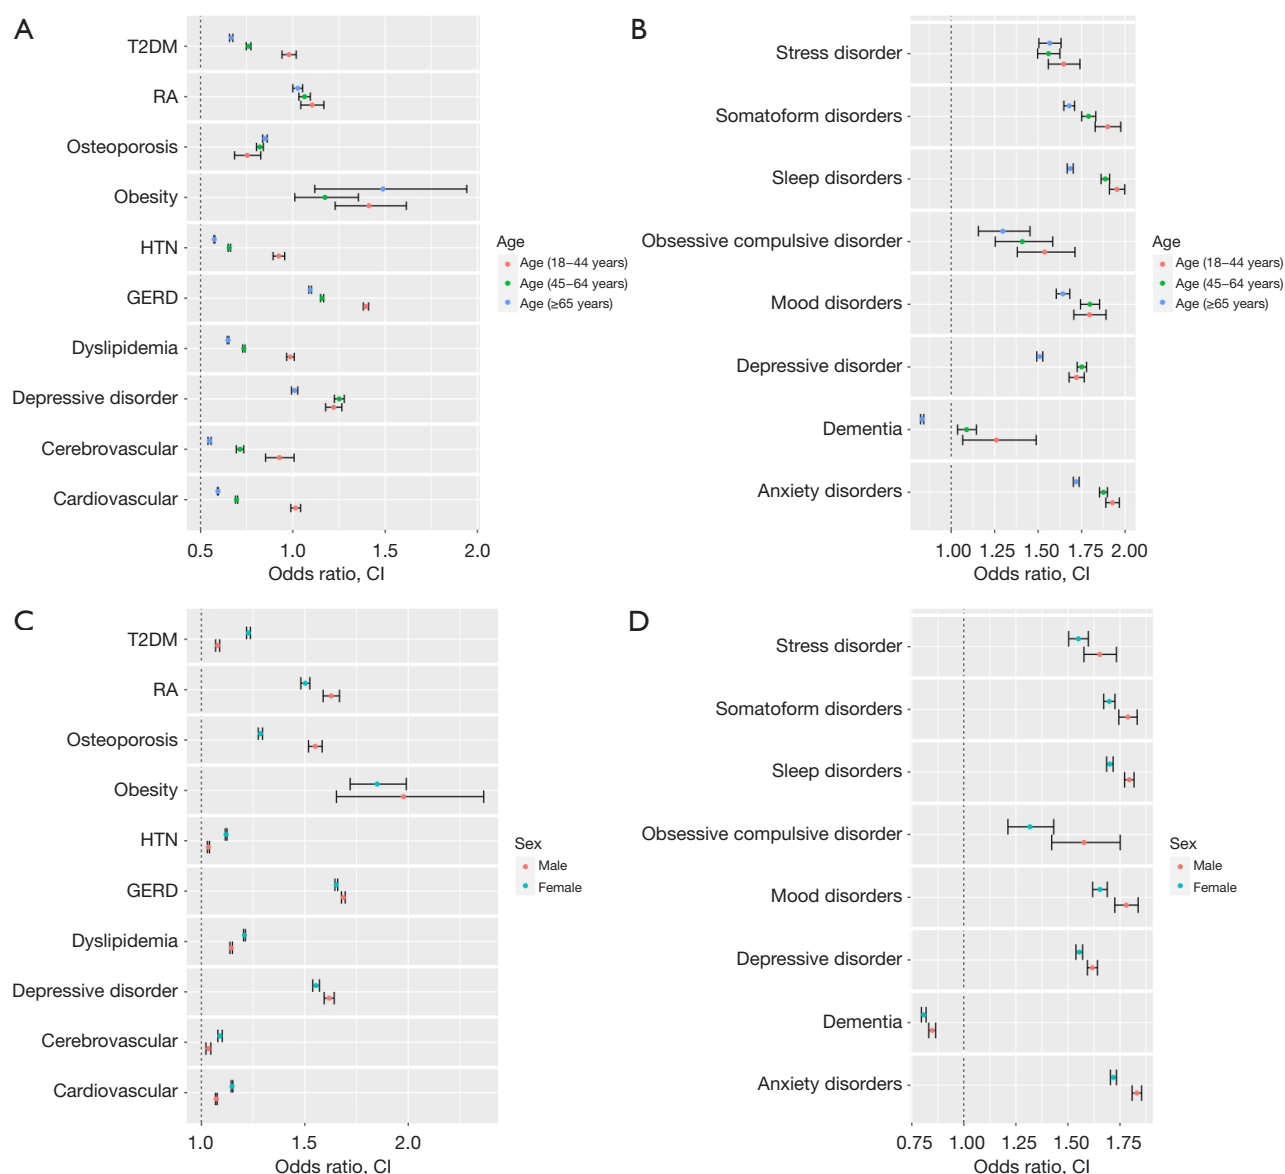 A
T2DM
RA
Osteoporosis
Obesity
HTN
GERD
Dyslipidemia
Depressive disorder
Cerebrovascular
Cardiovascular
0.5 1.0 1.5 2.0
Odds ratio, CI
Age
Age (18–44 years)
Age (45–64 years)
Age (≥65 years)
B
Stress disorder
Somatoform disorders
Sleep disorders
Obsessive compulsive disorder
Mood disorders
Depressive disorder
Dementia
Anxiety disorders
1.00 1.25 1.50 1.75 2.00
Odds ratio, CI
Age
Age (18–44 years)
Age (45–64 years)
Age (≥65 years)
C
T2DM
RA
Osteoporosis
Obesity
HTN
GERD
Dyslipidemia
Depressive disorder
Cerebrovascular
Cardiovascular
1.0 1.5 2.0
Odds ratio, CI
Sex
Male
Female
D
Stress disorder
Somatoform disorders
Sleep disorders
Obsessive compulsive disorder
Mood disorders
Depressive disorder
Dementia
Anxiety disorders
0.75 1.00 1.25 1.50 1.75
Odds ratio, CI
Sex
Male
Female